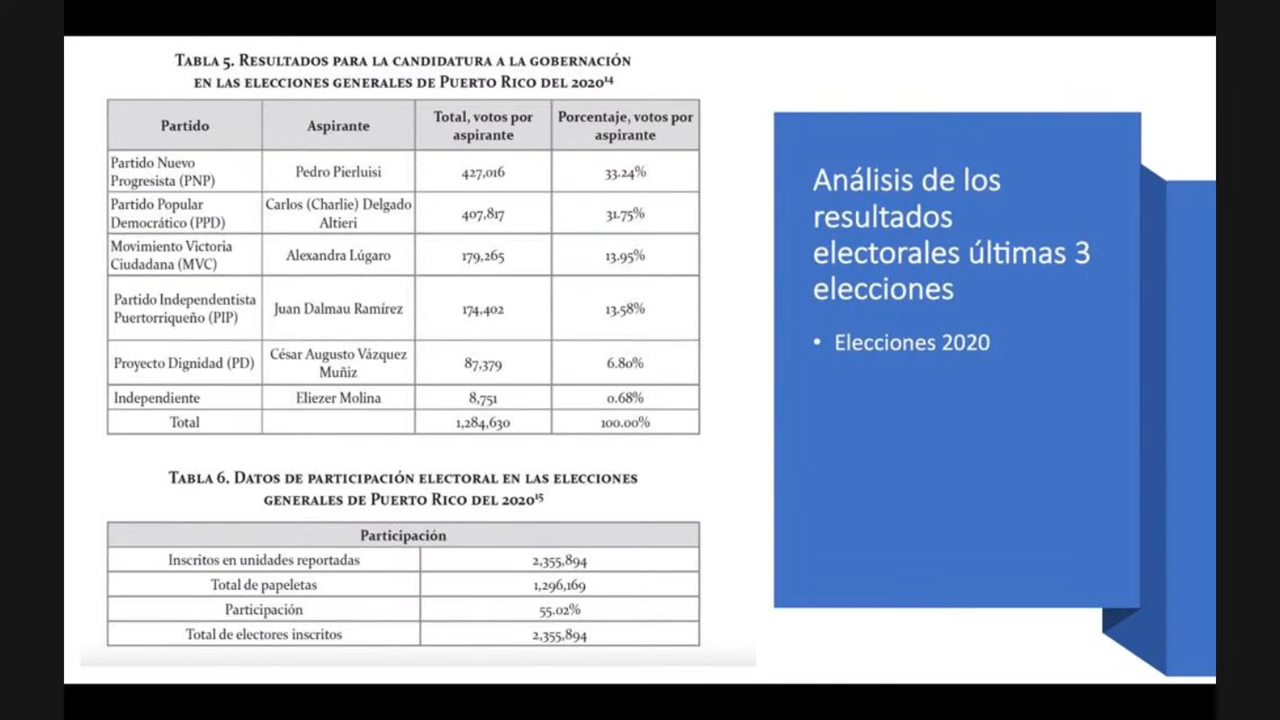 Tabla 5. Resultados para la candidatura a la gobernación
en las elecciones generales de Puerto Rico del 2020¹⁴
Partido Aspirante Total, votos por aspirante Porcentaje, votos por aspirante
Partido Nuevo Progresista (PNP) Pedro Pierluisi 427,016 33.24%
Partido Popular Democrático (PPD) Carlos (Charlie) Delgado Altieri 407,817 31.75%
Movimiento Victoria Ciudadana (MVC) Alexandra Lúgaro 179,265 13.95%
Partido Independentista Puertorriqueño (PIP) Juan Dalmau Ramírez 174,402 13.58%
Proyecto Dignidad (PD) César Augusto Vázquez Muñiz 87,379 6.80%
Independiente Eliezer Molina 8,751 0.68%
Total 1,284,630 100.00%
Tabla 6. Datos de participación electoral en las elecciones
generales de Puerto Rico del 2020¹⁵
Participación
Inscritos en unidades reportadas 2,355,894
Total de papeletas 1,296,169
Participación 55.02%
Total de electores inscritos 2,355,894
Análisis de los
resultados
electorales últimas 3
elecciones
• Elecciones 2020